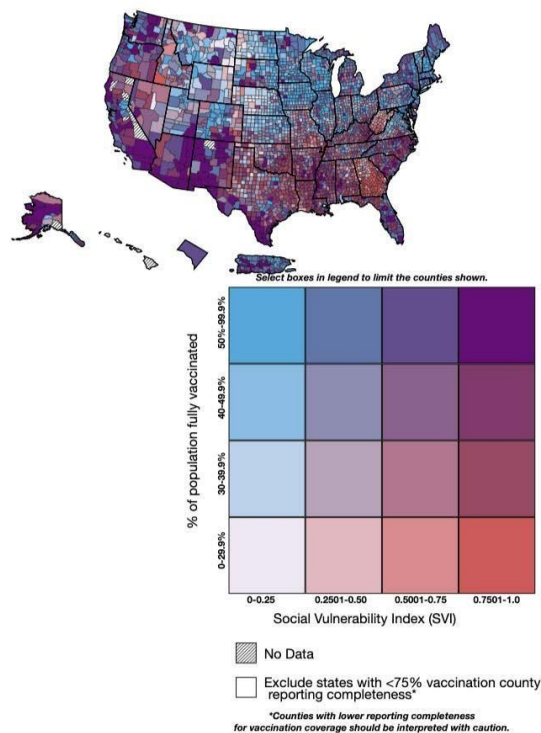 Select boxes in legend to limit the counties shown.
% of population fully vaccinated
50%-99.9%
40-49.9%
30-39.9%
0-29.9%
0-0.25
0.2501-0.50
0.5001-0.75
0.7501-1.0
Social Vulnerability Index (SVI)
No Data
Exclude states with <75% vaccination county
reporting completeness*
*Counties with lower reporting completeness
for vaccination coverage should be interpreted with caution.